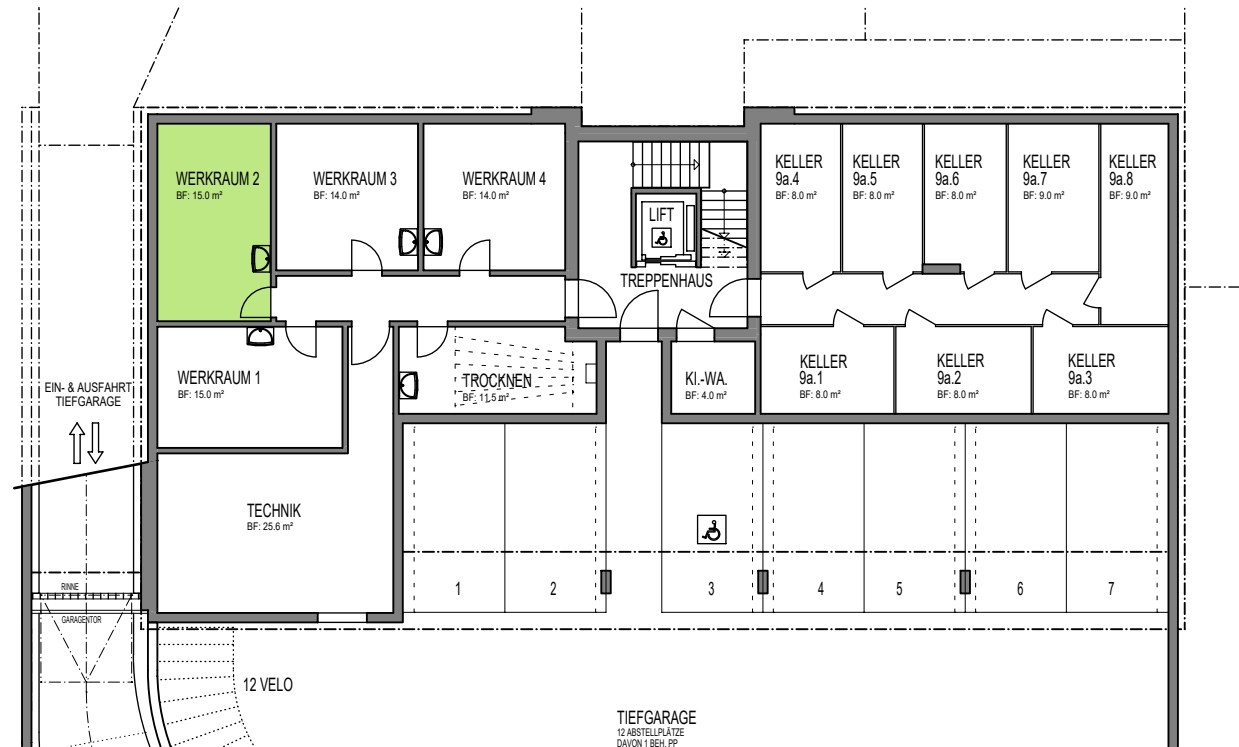 WERKRAUM 2
BF: 15.0 m²
WERKRAUM 3
BF: 14.0 m²
WERKRAUM 4
BF: 14.0 m²
LIFT
TREPPENHAUS
KELLER
9a.4
BF: 8.0 m²
KELLER
9a.5
BF: 8.0 m²
KELLER
9a.6
BF: 8.0 m²
KELLER
9a.7
BF: 9.0 m²
KELLER
9a.8
BF: 9.0 m²
EIN- & AUSFAHRT
TIEFGARAGE
WERKRAUM 1
BF: 15.0 m²
TROCKNEN
BF: 11.5 m²
KI.-WA.
BF: 4.0 m²
KELLER
9a.1
BF: 8.0 m²
KELLER
9a.2
BF: 8.0 m²
KELLER
9a.3
BF: 8.0 m²
TECHNIK
BF: 25.6 m²
RINNE
GARAGENTOR
1
2
3
4
5
6
7
12 VELO
TIEFGARAGE
12 ABSTELLPLÄTZE
DAVON 1 BEH. PP